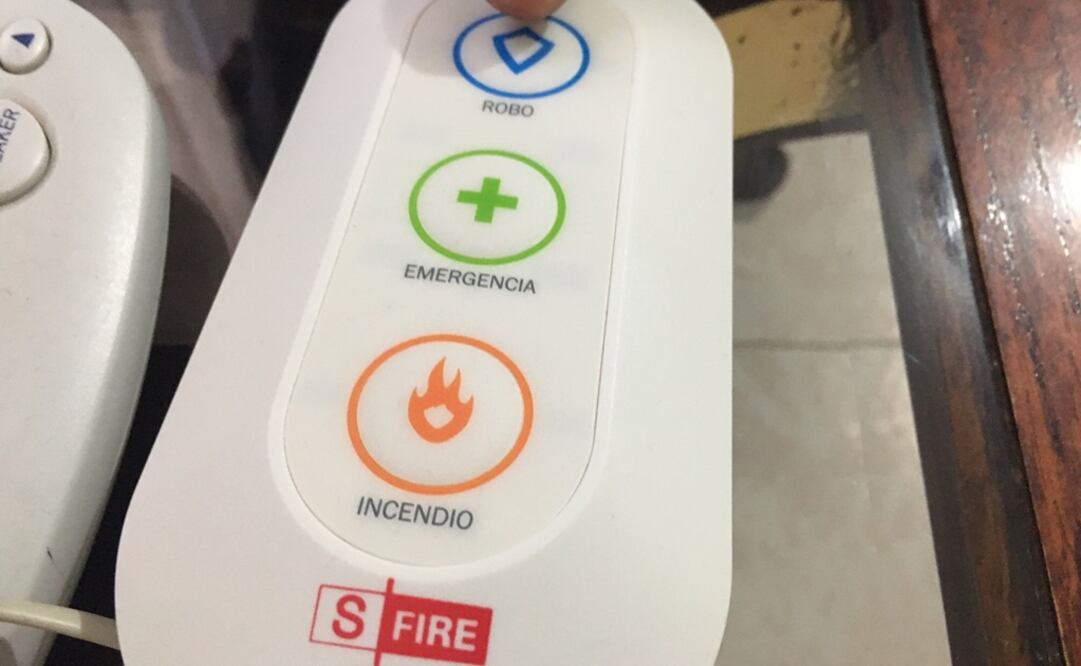 ROBO
EMERGENCIA
INCENDIO
S FIRE